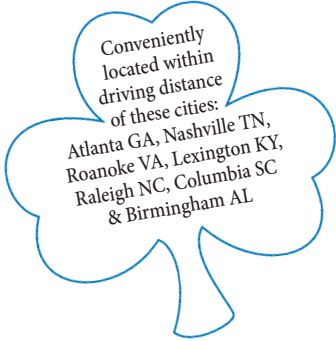 Conveniently
located within
driving distance
of these cities:
Atlanta GA, Nashville TN,
Roanoke VA, Lexington KY,
Raleigh NC, Columbia SC
& Birmingham AL